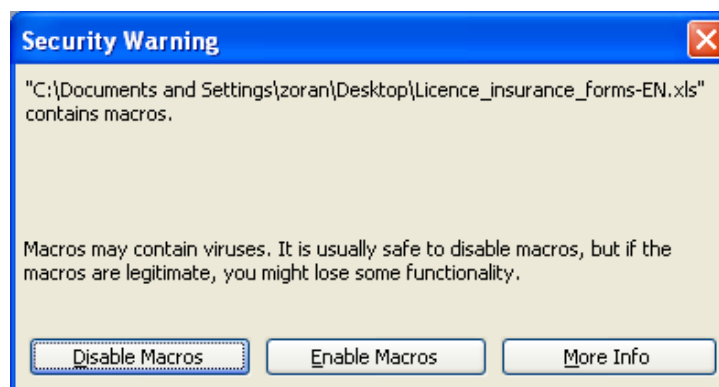 Security Warning
"C:\Documents and Settings\zoran\Desktop\Licence_insurance_forms-EN.xls"
contains macros.
Macros may contain viruses. It is usually safe to disable macros, but if the
macros are legitimate, you might lose some functionality.
Disable Macros Enable Macros More Info